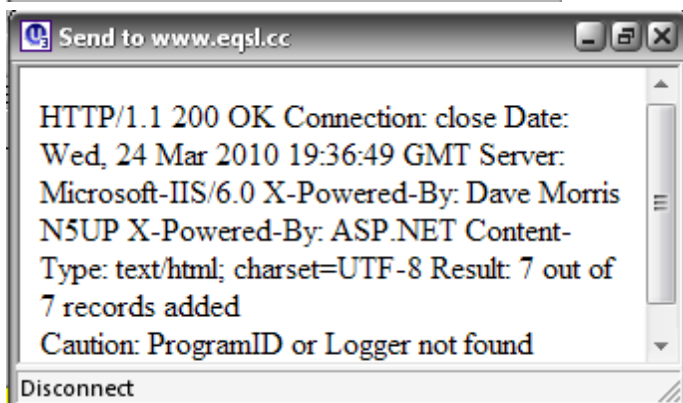 Send to www.eqsl.cc
HTTP/1.1 200 OK Connection: close Date:
Wed, 24 Mar 2010 19:36:49 GMT Server:
Microsoft-IIS/6.0 X-Powered-By: Dave Morris
N5UP X-Powered-By: ASP.NET Content-
Type: text/html; charset=UTF-8 Result: 7 out of
7 records added
Caution: ProgramID or Logger not found
Disconnect